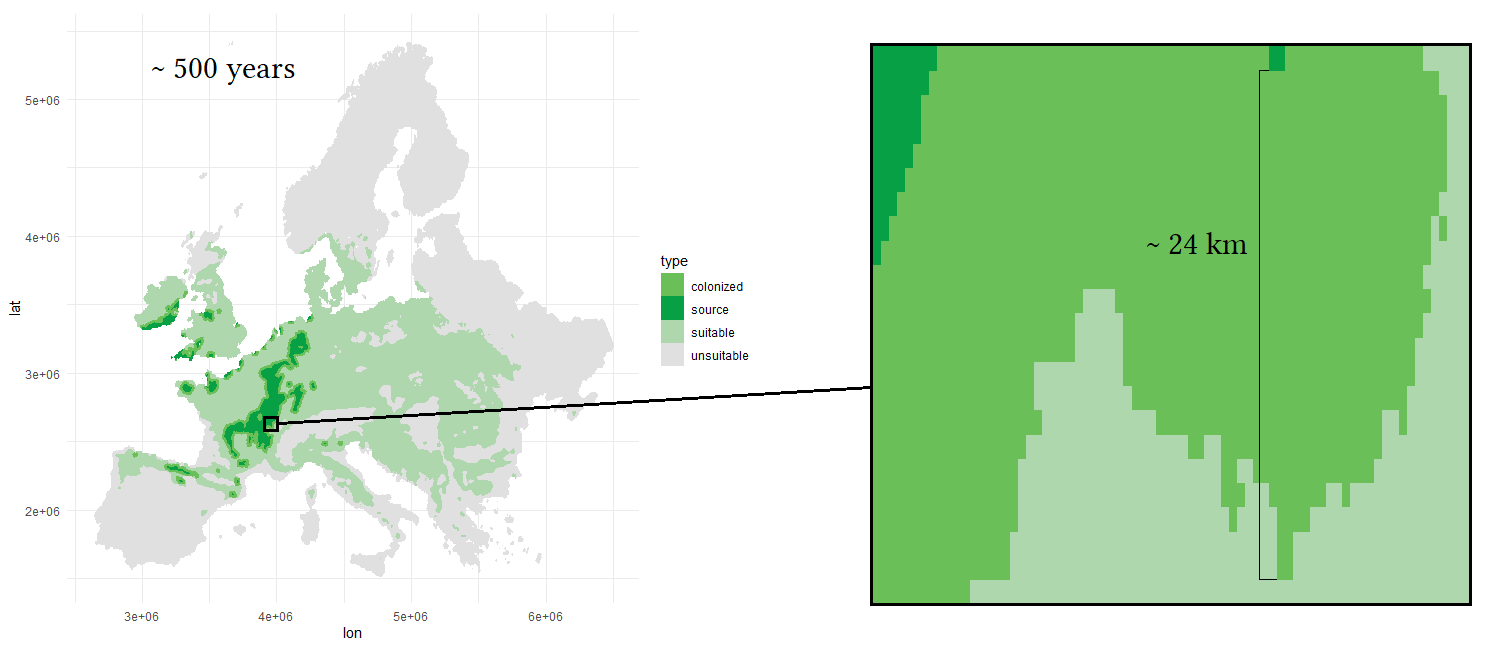 ~ 500 years
5e+06
4e+06
3e+06
2e+06
lat
3e+06 4e+06 5e+06 6e+06
lon
type
colonized
source
suitable
unsuitable
~ 24 km